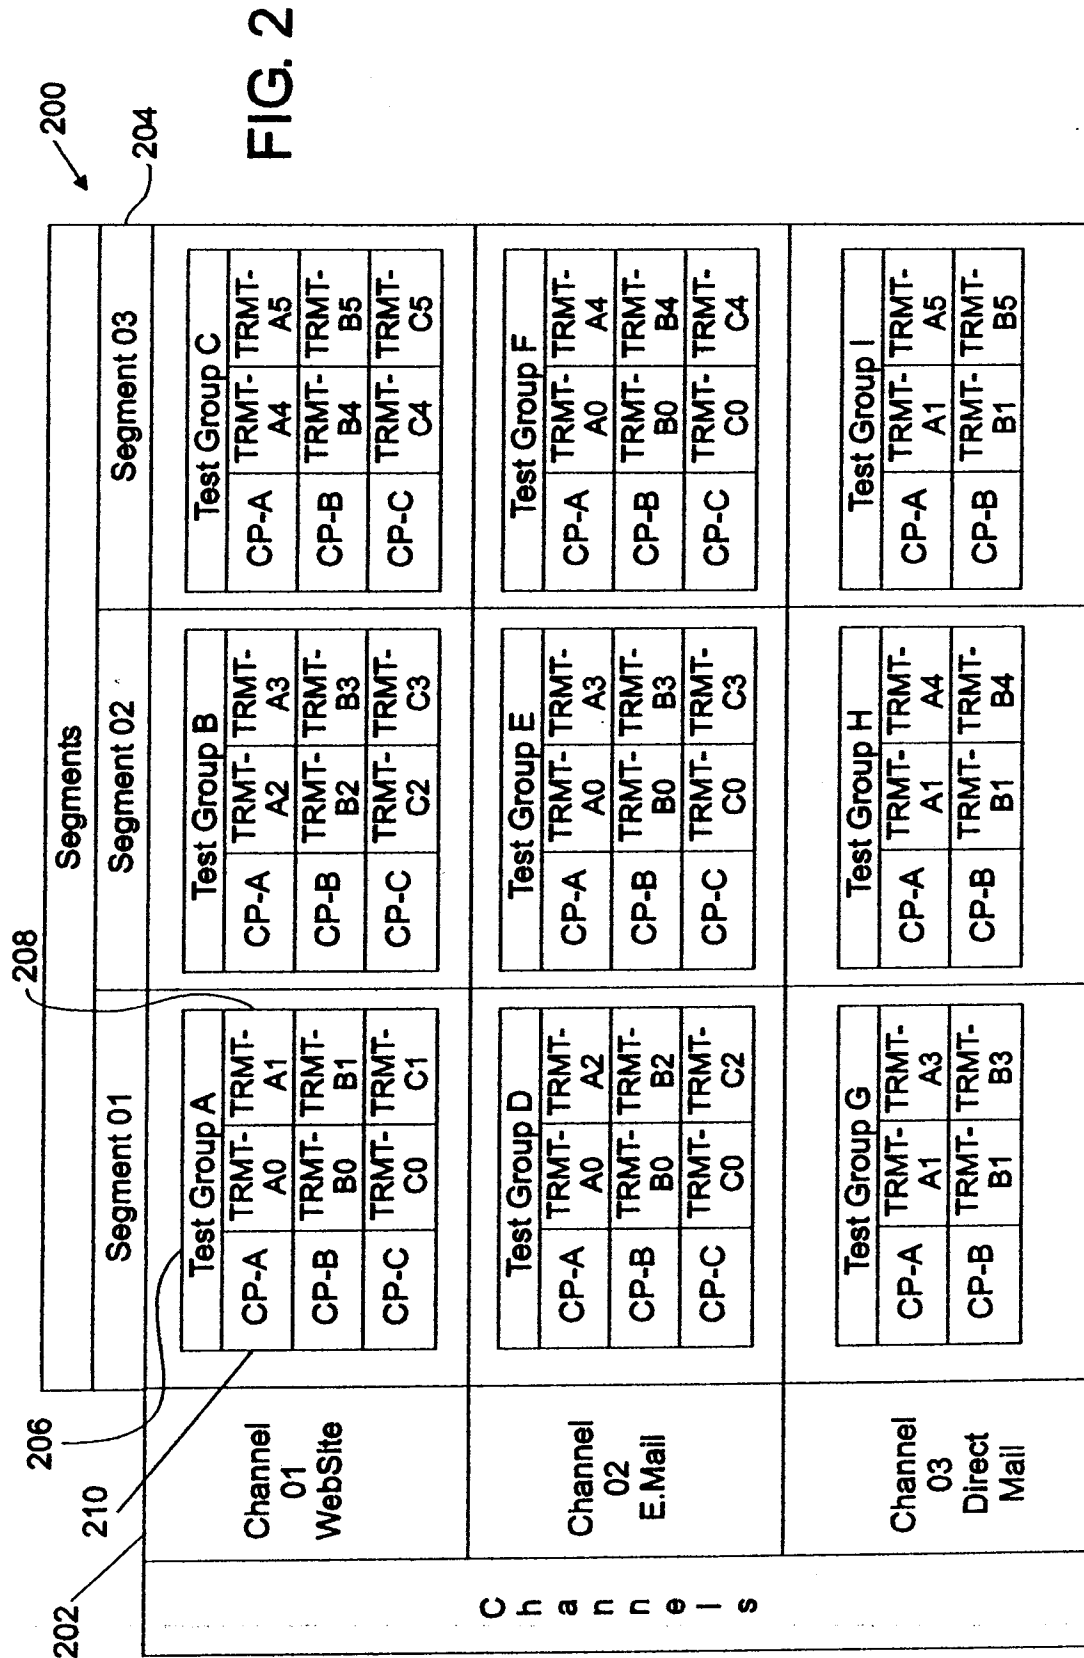 200
204
208
206
210
202
FIG. 2
Segments
Segment 01
Segment 02
Segment 03
Channels
Channel
01
WebSite
Test Group A
CP-A TRMT-A0 TRMT-A1
CP-B TRMT-B0 TRMT-B1
CP-C TRMT-C0 TRMT-C1
Test Group B
CP-A TRMT-A2 TRMT-A3
CP-B TRMT-B2 TRMT-B3
CP-C TRMT-C2 TRMT-C3
Test Group C
CP-A TRMT-A4 TRMT-A5
CP-B TRMT-B4 TRMT-B5
CP-C TRMT-C4 TRMT-C5
Channel
02
E.Mail
Test Group D
CP-A TRMT-A0 TRMT-A2
CP-B TRMT-B0 TRMT-B2
CP-C TRMT-C0 TRMT-C2
Test Group E
CP-A TRMT-A0 TRMT-A3
CP-B TRMT-B0 TRMT-B3
CP-C TRMT-C0 TRMT-C3
Test Group F
CP-A TRMT-A0 TRMT-A4
CP-B TRMT-B0 TRMT-B4
CP-C TRMT-C0 TRMT-C4
Channel
03
Direct
Mail
Test Group G
CP-A TRMT-A1 TRMT-A3
CP-B TRMT-B1 TRMT-B3
Test Group H
CP-A TRMT-A1 TRMT-A4
CP-B TRMT-B1 TRMT-B4
Test Group I
CP-A TRMT-A1 TRMT-A5
CP-B TRMT-B1 TRMT-B5